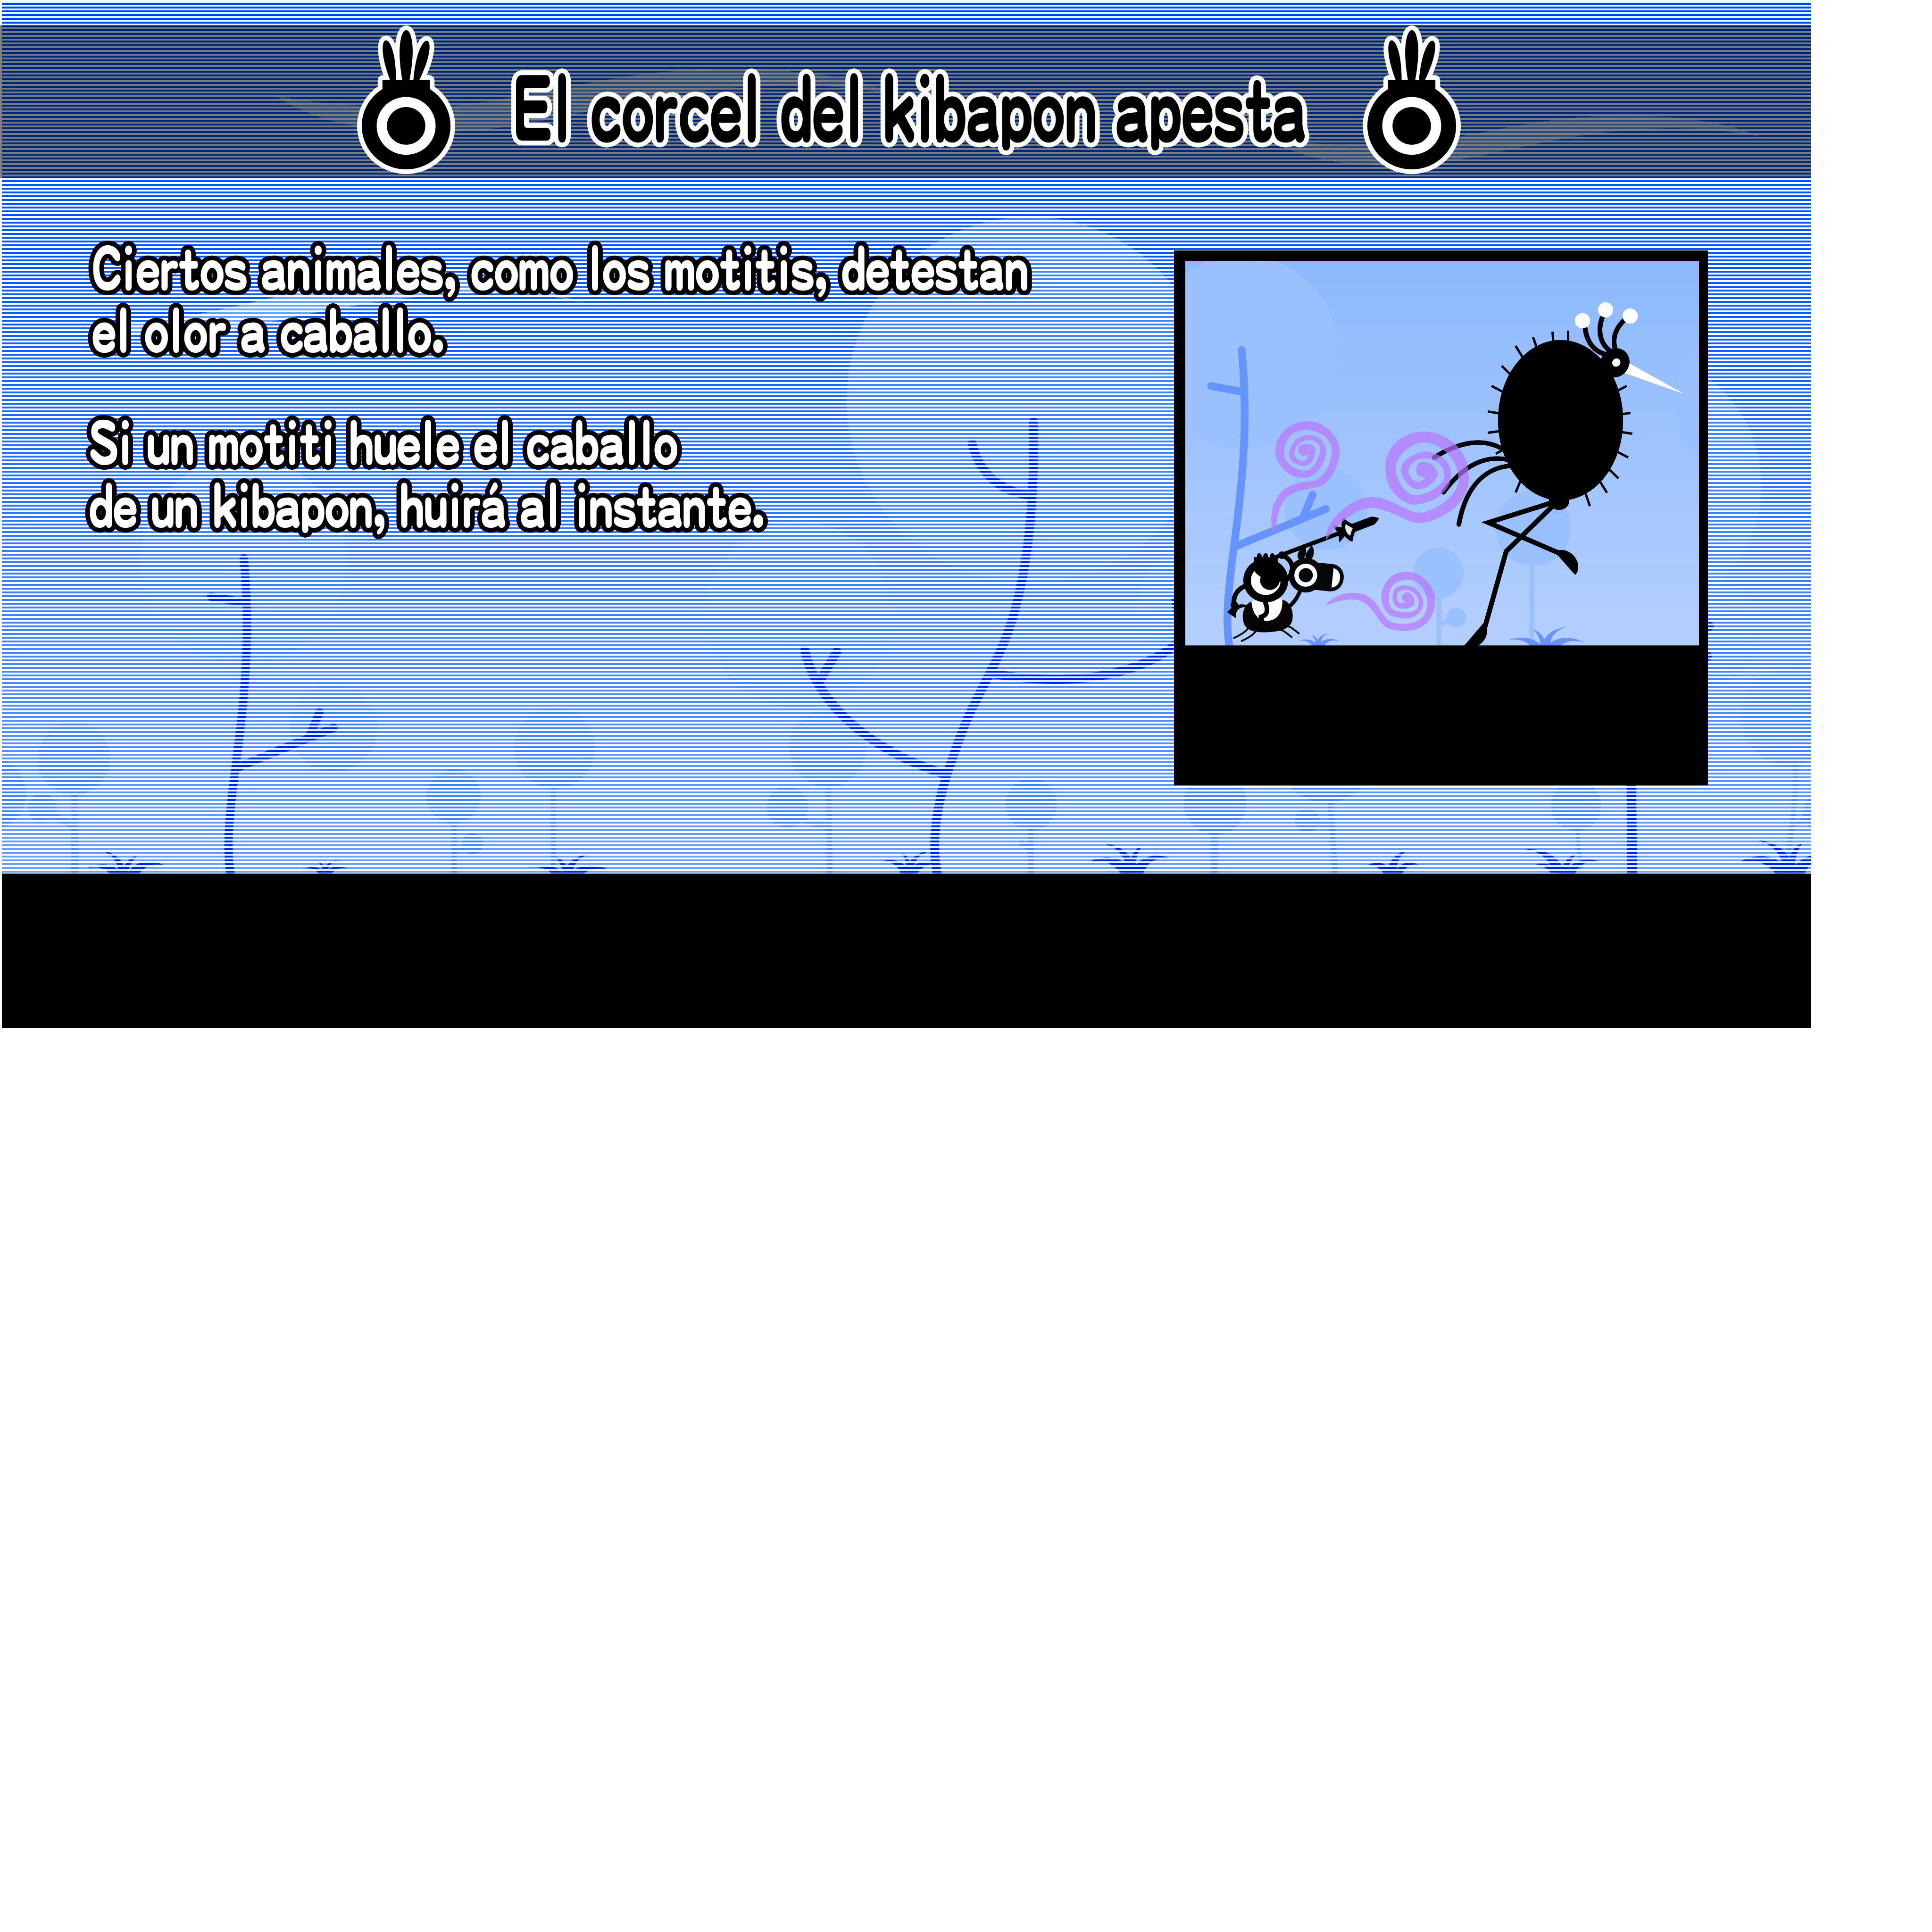 El corcel del kibapon apesta
Ciertos animales, como los motitis, detestan
el olor a caballo.
Si un motiti huele el caballo
de un kibapon, huirá al instante.